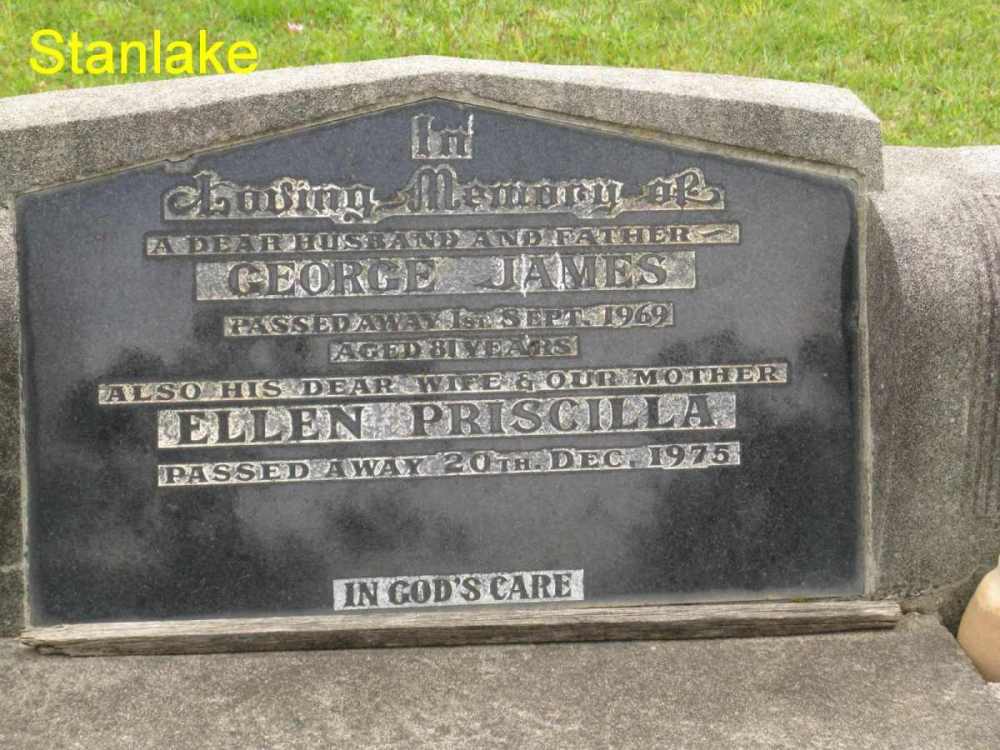 Stanlake
In
Loving Memory of
A DEAR HUSBAND AND FATHER
GEORGE JAMES
PASSED AWAY 1ST SEPT. 1969
AGED 81 YEARS
ALSO HIS DEAR WIFE & OUR MOTHER
ELLEN PRISCILLA
PASSED AWAY 20TH. DEC. 1975
IN GOD'S CARE